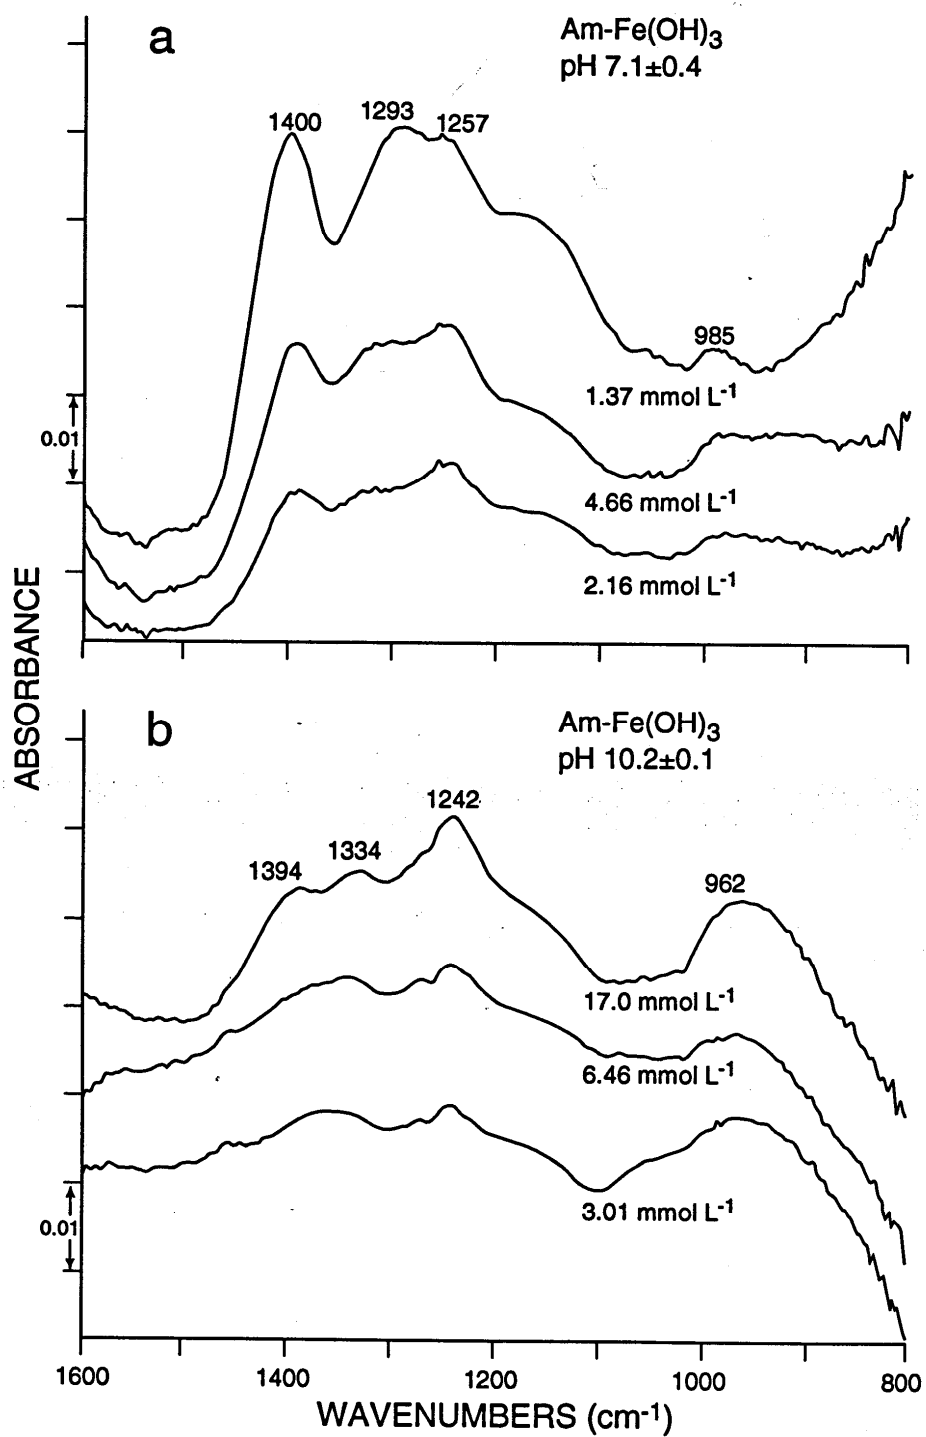 a
Am-Fe(OH)3
pH 7.1±0.4
1400
1293
1257
985
1.37 mmol L-1
0.01
4.66 mmol L-1
2.16 mmol L-1
ABSORBANCE
b
Am-Fe(OH)3
pH 10.2±0.1
1242
1334
1394
962
17.0 mmol L-1
6.46 mmol L-1
3.01 mmol L-1
0.01
1600 1400 1200 1000 800
WAVENUMBERS (cm-1)